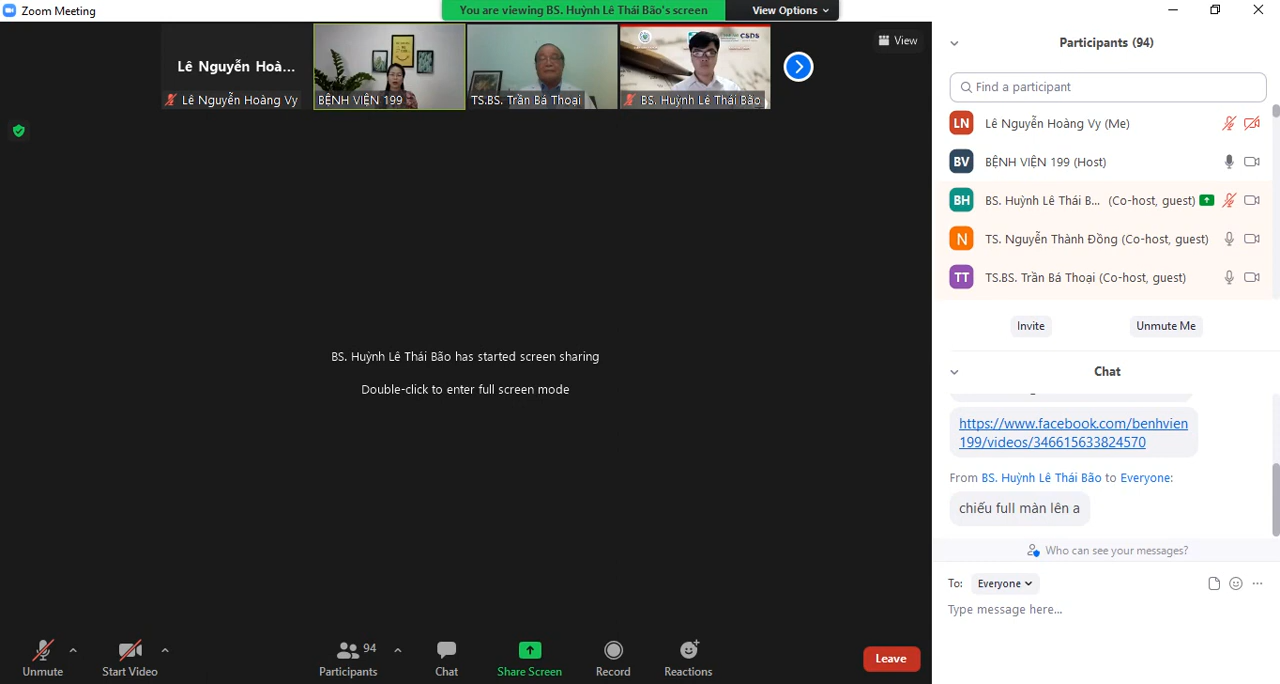 Zoom Meeting
You are viewing BS. Huỳnh Lê Thái Bão's screen
View Options
Lê Nguyễn Hoà...
Lê Nguyễn Hoàng Vy
BỆNH VIỆN 199
TS.BS. Trần Bá Thoại
CSDS
BS. Huỳnh Lê Thái Bão
View
BS. Huỳnh Lê Thái Bão has started screen sharing
Double-click to enter full screen mode
Unmute
Start Video
94
Participants
Chat
Share Screen
Record
Reactions
Leave
Participants (94)
Find a participant
LN Lê Nguyễn Hoàng Vy (Me)
BV BỆNH VIỆN 199 (Host)
BH BS. Huỳnh Lê Thái B... (Co-host, guest)
N TS. Nguyễn Thành Đồng (Co-host, guest)
TT TS.BS. Trần Bá Thoại (Co-host, guest)
Invite
Unmute Me
Chat
https://www.facebook.com/benhvien
199/videos/346615633824570
From BS. Huỳnh Lê Thái Bão to Everyone:
chiếu full màn lên a
Who can see your messages?
To: Everyone
Type message here...